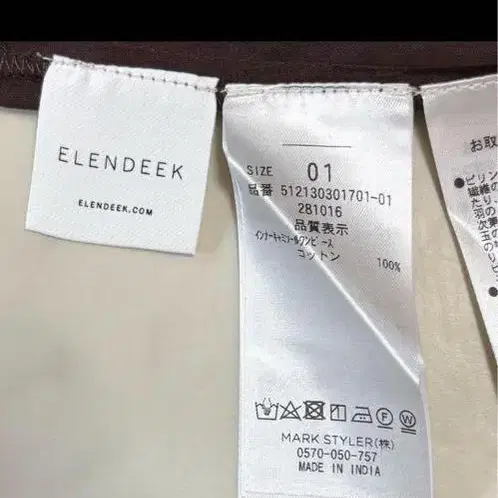 ELENDEEK
ELENDEEK.COM
SIZE 01
品番 512130301701-01
281016
品質表示
インナーキャミソールワンピース
コットン 100%
MARK STYLER(株)
0570-050-757
MADE IN INDIA
お取